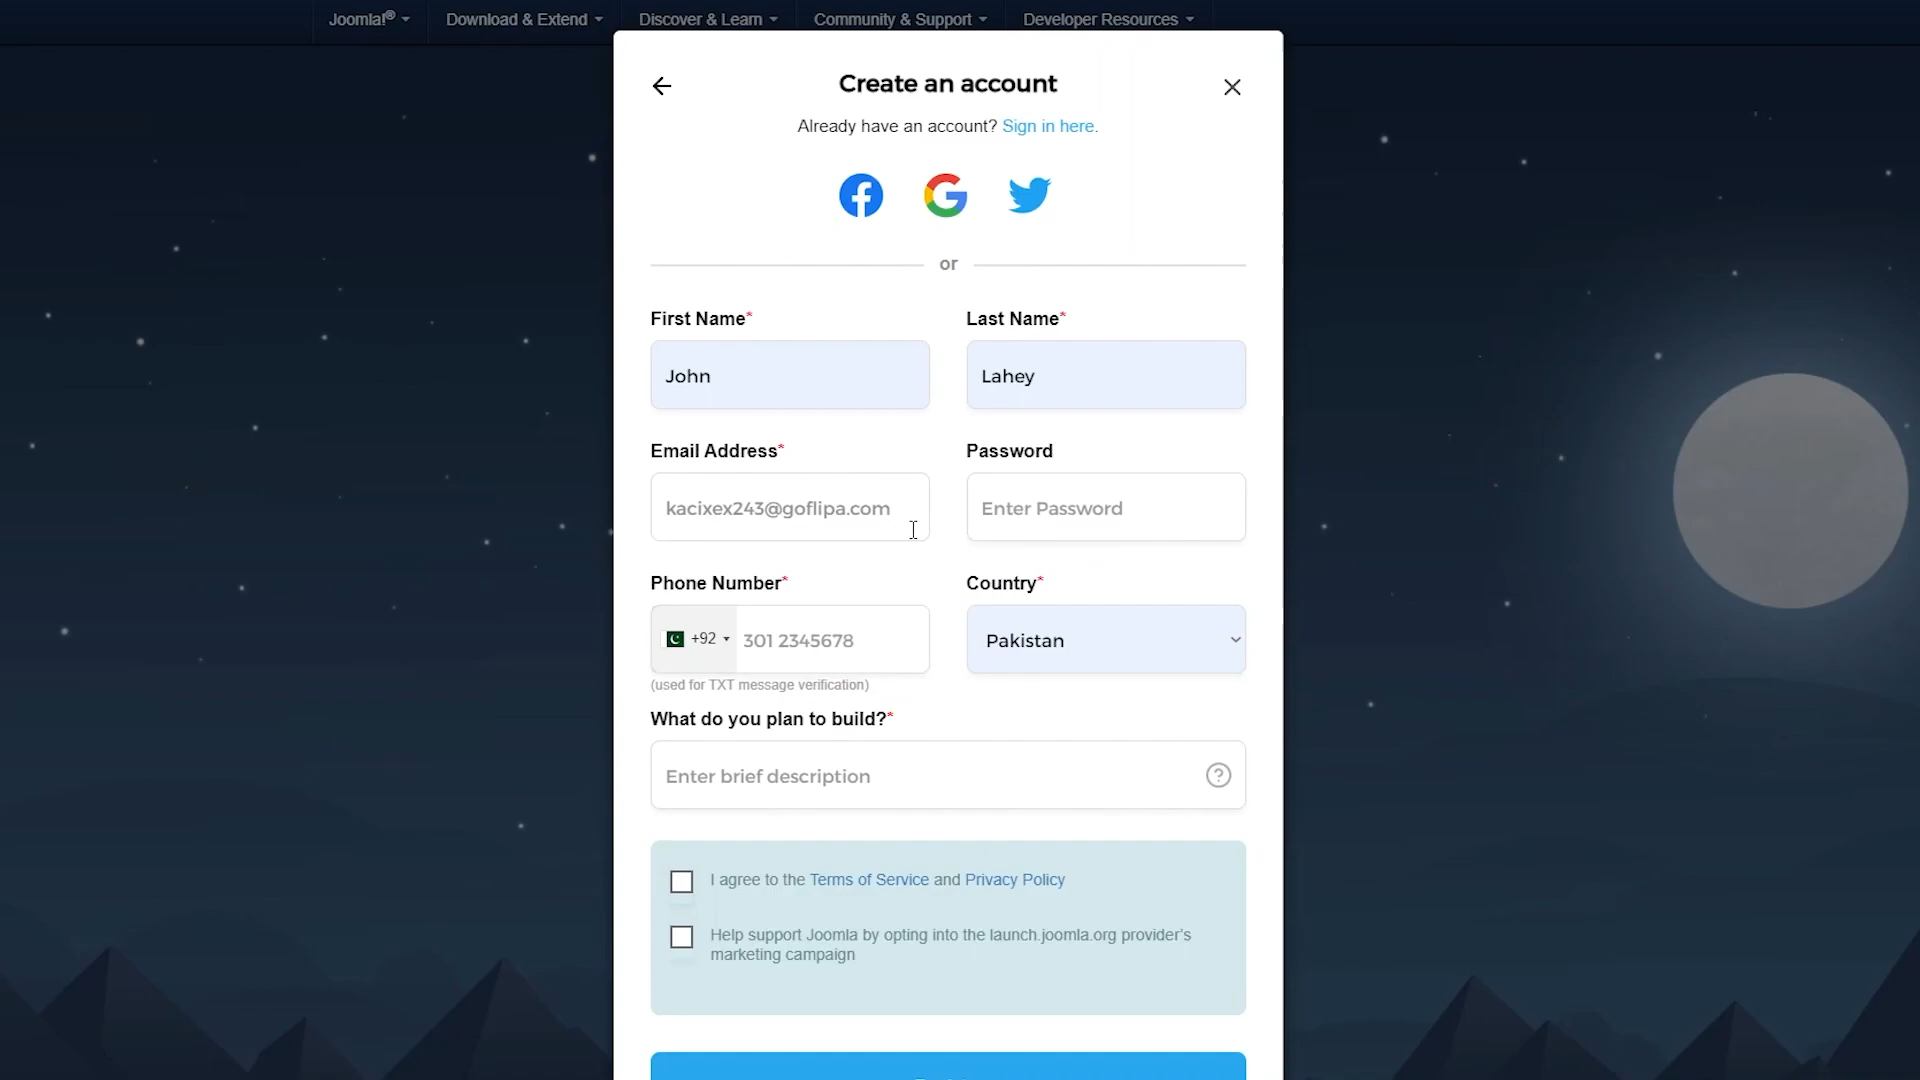 Joomla!® Download & Extend Discover & Learn Community & Support Developer Resources
Create an account
Already have an account? Sign in here.
or
First Name* Last Name*
John Lahey
Email Address* Password
kacixex243@goflipa.com Enter Password
Phone Number* Country*
+92 301 2345678 Pakistan
(used for TXT message verification)
What do you plan to build?*
Enter brief description
I agree to the Terms of Service and Privacy Policy
Help support Joomla by opting into the launch.joomla.org provider's
marketing campaign